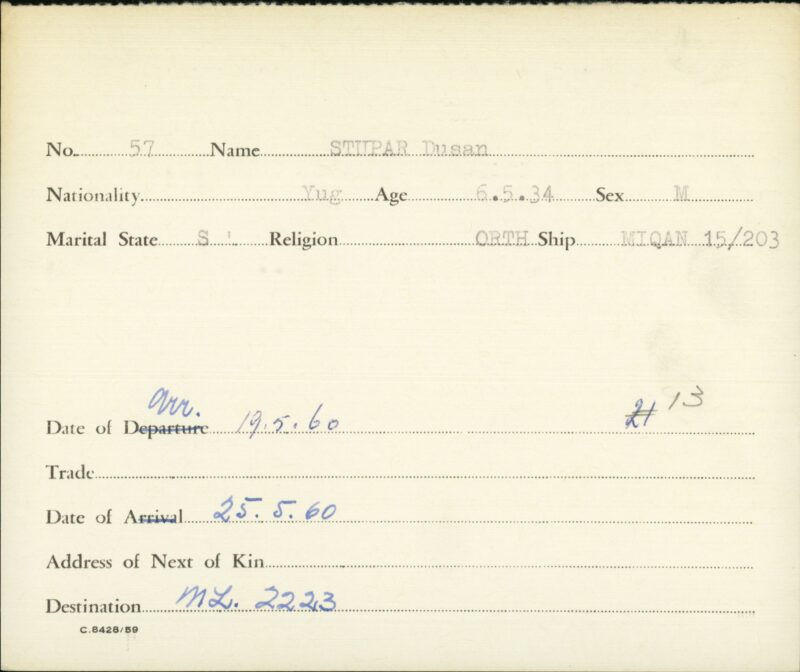 No. 57 Name STUPAR Dusan
Nationality Yug Age 6.5.34 Sex M
Marital State S ' Religion ORTH Ship MIQAN 15/203
Arr.
Date of Departure 19.5.60 21 13
Trade
Date of Arrival 25.5.60
Address of Next of Kin
Destination ML. 2223
C.8428/59